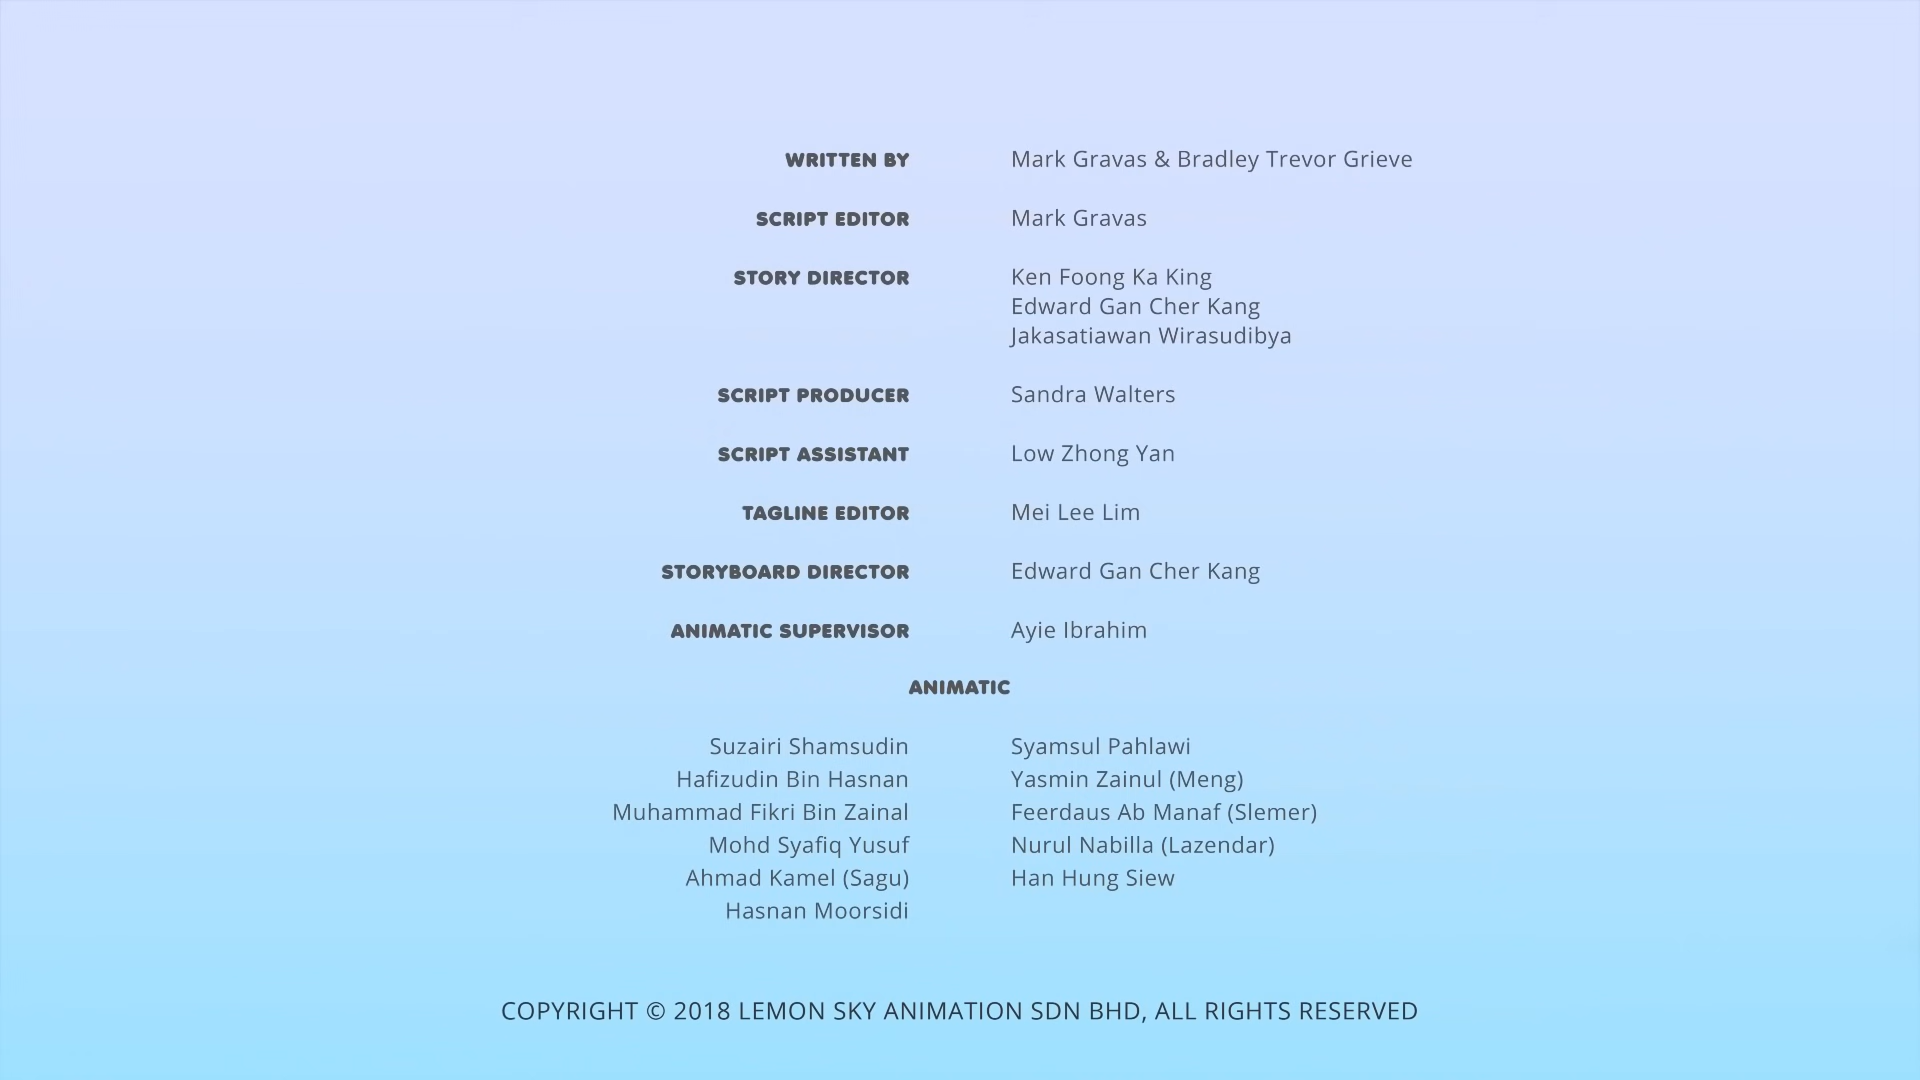 WRITTEN BY Mark Gravas & Bradley Trevor Grieve
SCRIPT EDITOR Mark Gravas
STORY DIRECTOR Ken Foong Ka King
Edward Gan Cher Kang
Jakasatiawan Wirasudibya
SCRIPT PRODUCER Sandra Walters
SCRIPT ASSISTANT Low Zhong Yan
TAGLINE EDITOR Mei Lee Lim
STORYBOARD DIRECTOR Edward Gan Cher Kang
ANIMATIC SUPERVISOR Ayie Ibrahim
ANIMATIC
Suzairi Shamsudin Syamsul Pahlawi
Hafizudin Bin Hasnan Yasmin Zainul (Meng)
Muhammad Fikri Bin Zainal Feerdaus Ab Manaf (Slemer)
Mohd Syafiq Yusuf Nurul Nabilla (Lazendar)
Ahmad Kamel (Sagu) Han Hung Siew
Hasnan Moorsidi
COPYRIGHT © 2018 LEMON SKY ANIMATION SDN BHD, ALL RIGHTS RESERVED